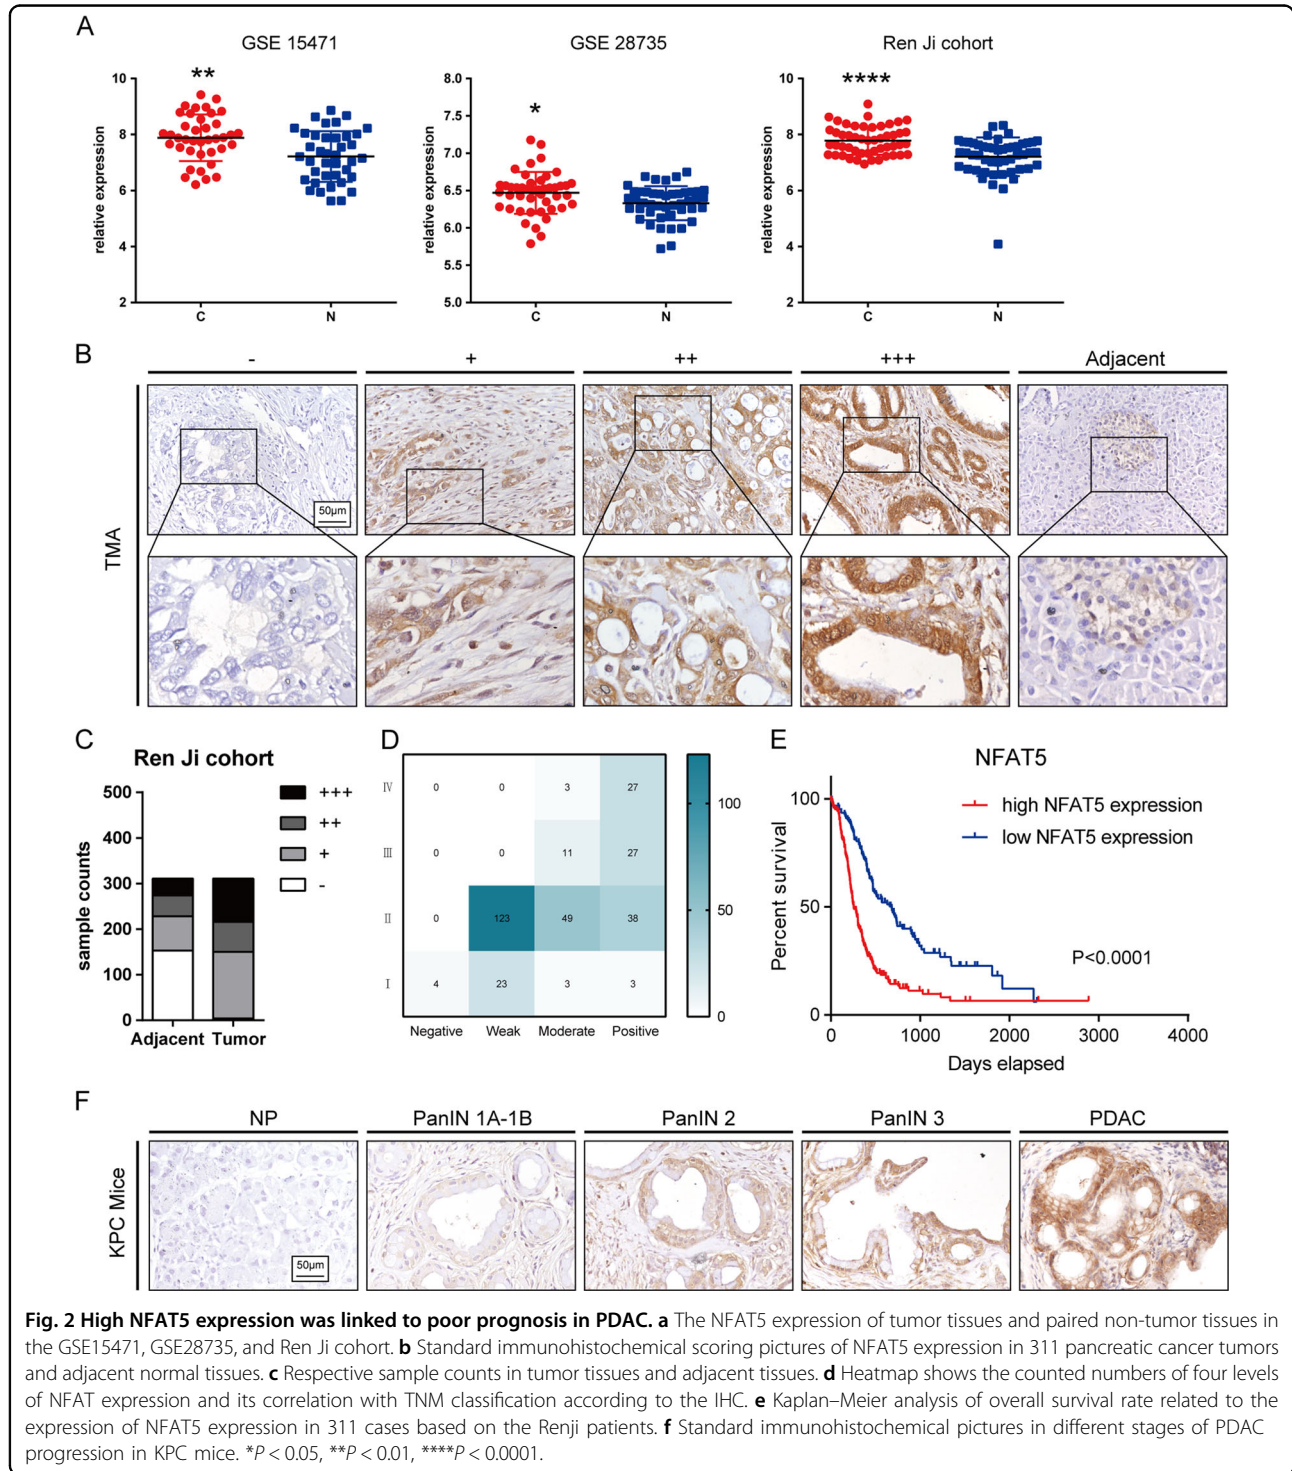 A
GSE 15471
GSE 28735
Ren Ji cohort
**
*
****
relative expression
10
8
6
4
2
C
N
relative expression
8.0
7.5
7.0
6.5
6.0
5.5
5.0
C
N
relative expression
10
8
6
4
2
C
N
B
-
+
++
+++
Adjacent
TMA
50μm
C
Ren Ji cohort
sample counts
500
400
300
200
100
0
Adjacent Tumor
+++
++
+
-
D
IV
III
II
I
0 0 3 27
0 0 11 27
0 123 49 38
4 23 3 3
Negative Weak Moderate Positive
100
50
0
E
NFAT5
high NFAT5 expression
low NFAT5 expression
Percent survival
100
50
0
P<0.0001
0 1000 2000 3000 4000
Days elapsed
F
NP
PanIN 1A-1B
PanIN 2
PanIN 3
PDAC
KPC Mice
50μm
Fig. 2 High NFAT5 expression was linked to poor prognosis in PDAC. a The NFAT5 expression of tumor tissues and paired non-tumor tissues in
the GSE15471, GSE28735, and Ren Ji cohort. b Standard immunohistochemical scoring pictures of NFAT5 expression in 311 pancreatic cancer tumors
and adjacent normal tissues. c Respective sample counts in tumor tissues and adjacent tissues. d Heatmap shows the counted numbers of four levels
of NFAT expression and its correlation with TNM classification according to the IHC. e Kaplan–Meier analysis of overall survival rate related to the
expression of NFAT5 expression in 311 cases based on the Renji patients. f Standard immunohistochemical pictures in different stages of PDAC
progression in KPC mice. *P < 0.05, **P < 0.01, ****P < 0.0001.